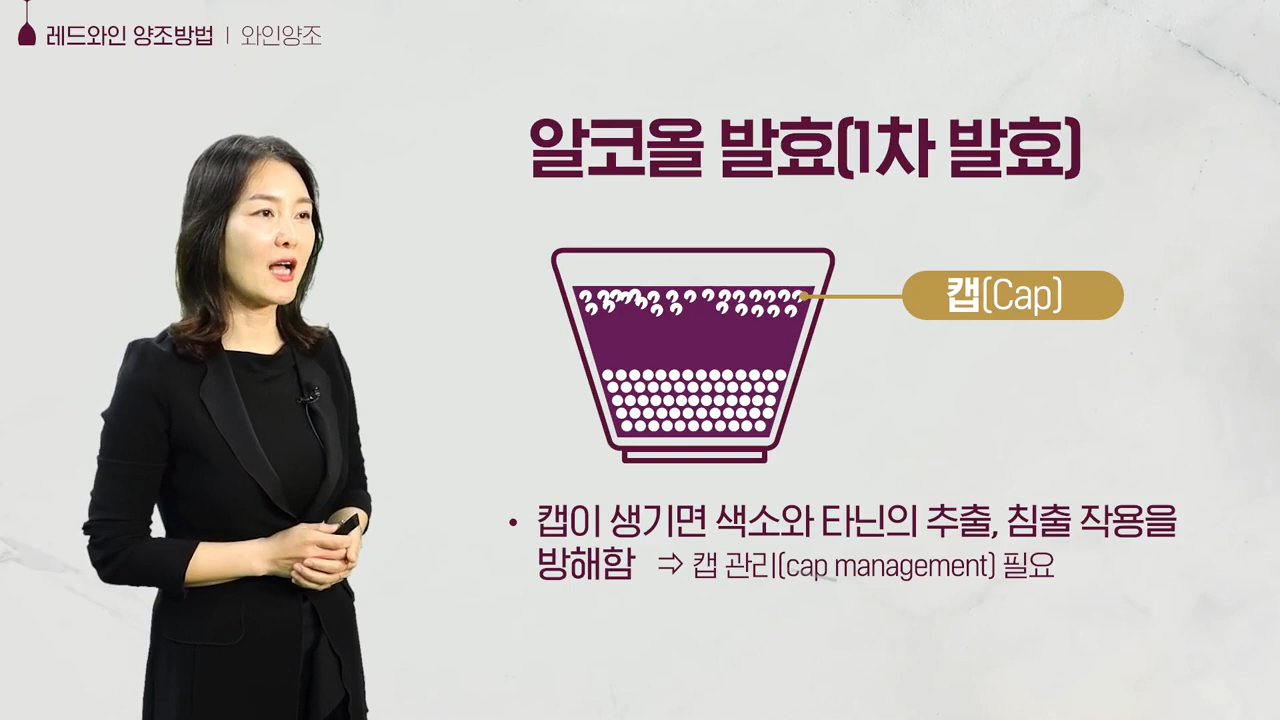 레드와인 양조방법 | 와인양조
알코올 발효(1차 발효)
캡(Cap)
• 캡이 생기면 색소와 타닌의 추출, 침출 작용을
방해함 ⇒ 캡 관리(cap management) 필요